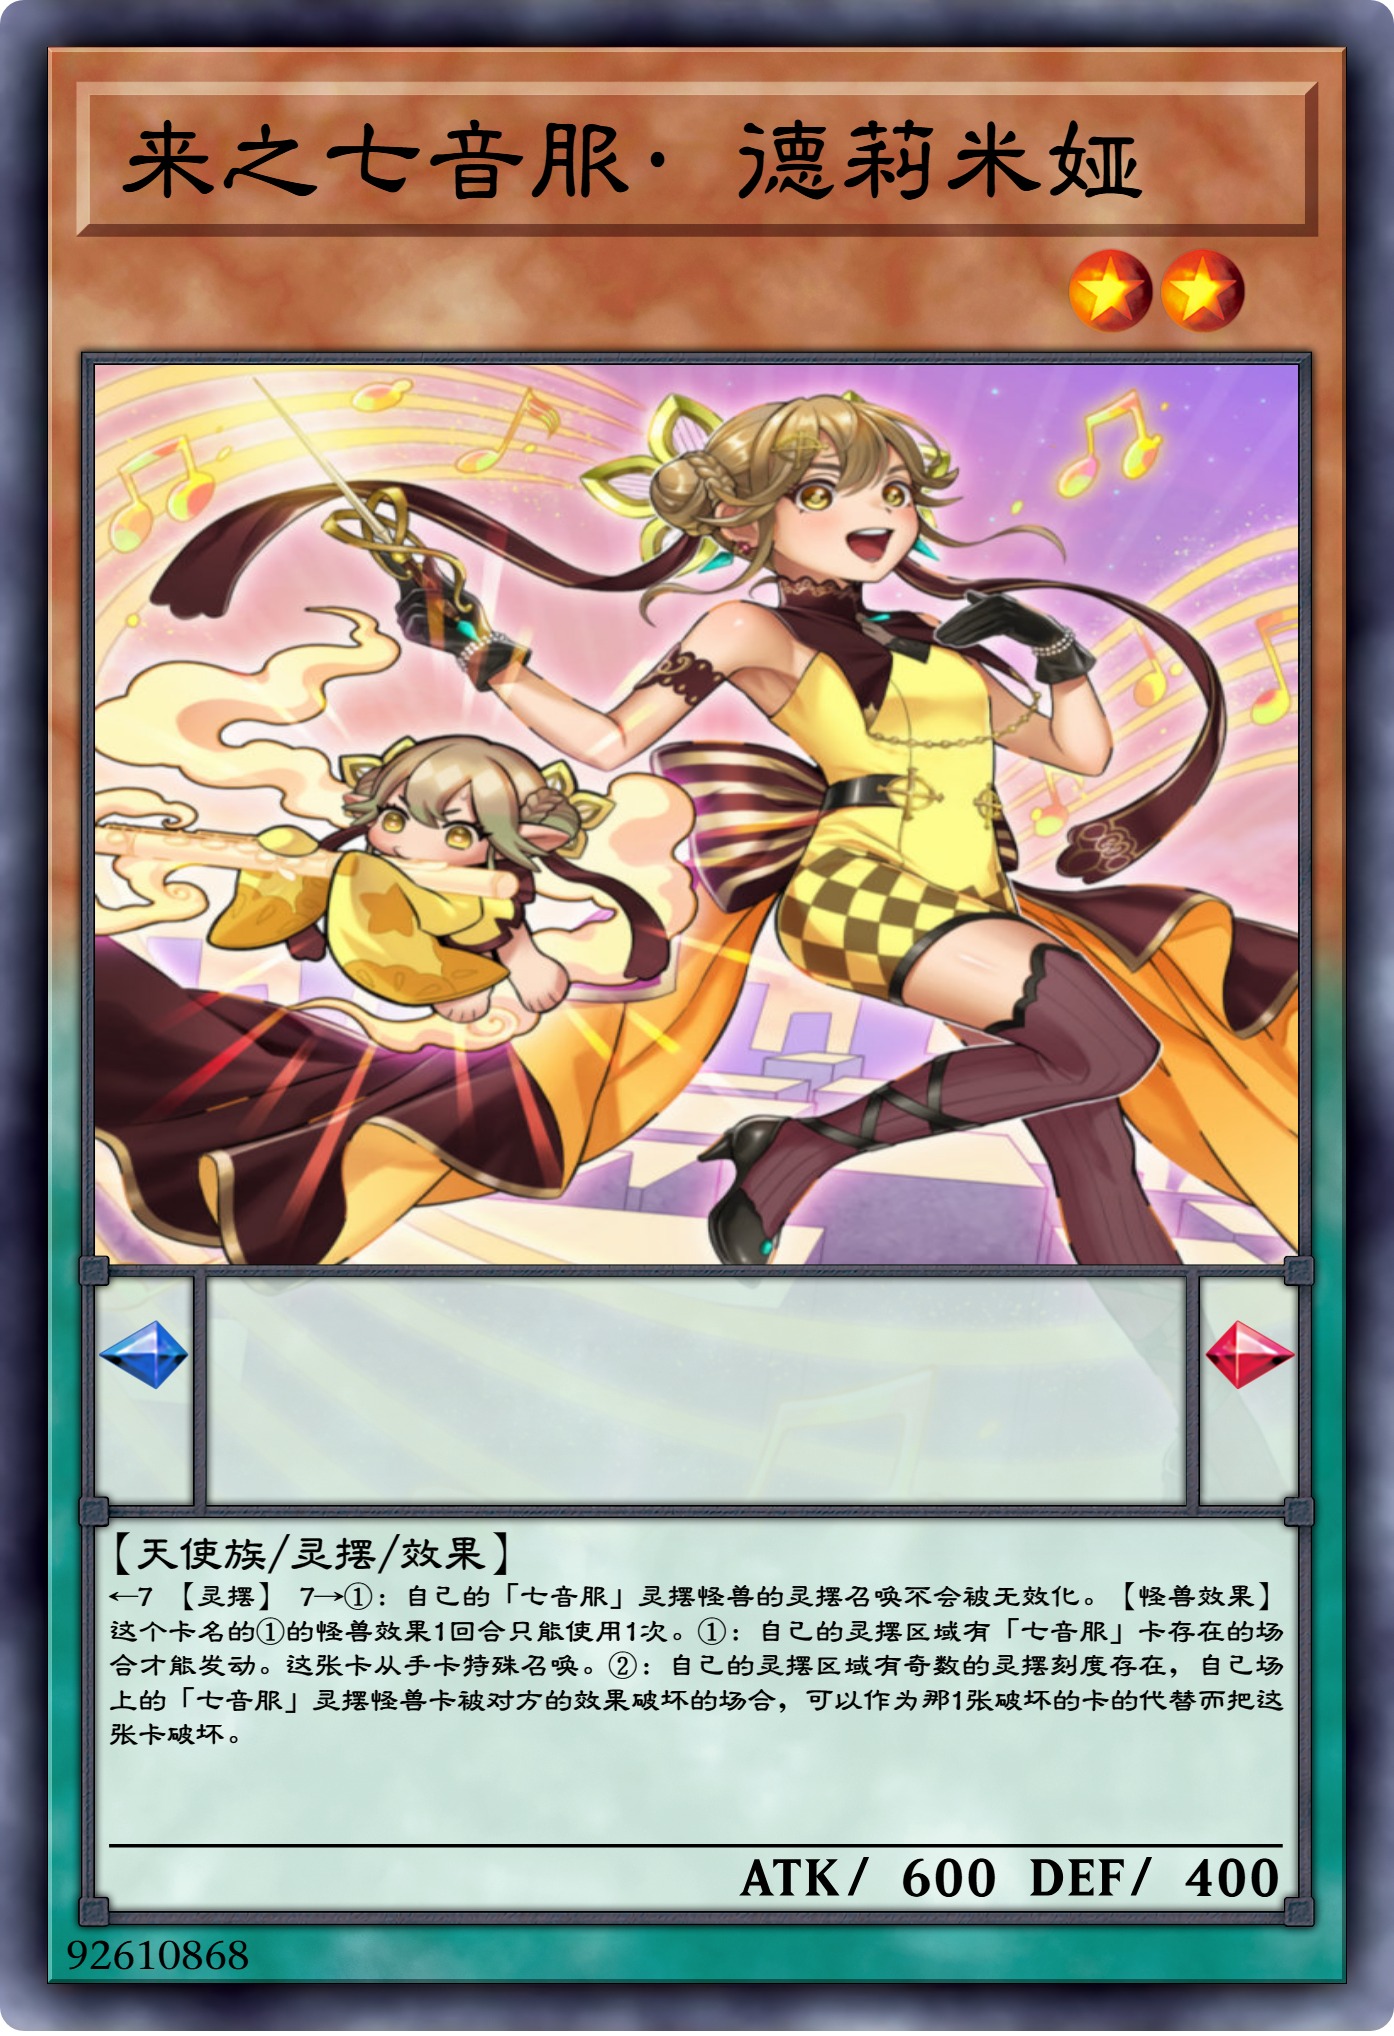 来之七音服·德莉米娅
【天使族/灵摆/效果】
←7 【灵摆】 7→①：自己的「七音服」灵摆怪兽的灵摆召唤不会被无效化。【怪兽效果】
这个卡名的①的怪兽效果1回合只能使用1次。①：自己的灵摆区域有「七音服」卡存在的场
合才能发动。这张卡从手卡特殊召唤。②：自己的灵摆区域有奇数的灵摆刻度存在，自己场
上的「七音服」灵摆怪兽卡被对方的效果破坏的场合，可以作为那1张破坏的卡的代替而把这
张卡破坏。
ATK/ 600 DEF/ 400
92610868